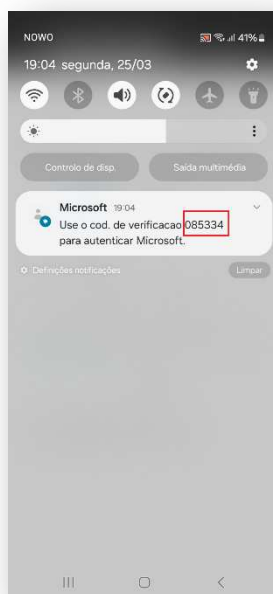 NOWO
41%
19:04 segunda, 25/03
Controlo de disp.
Saída multimédia
Microsoft 19:04
Use o cod. de verificacao 085334
para autenticar Microsoft.
Definições notificações
Limpar